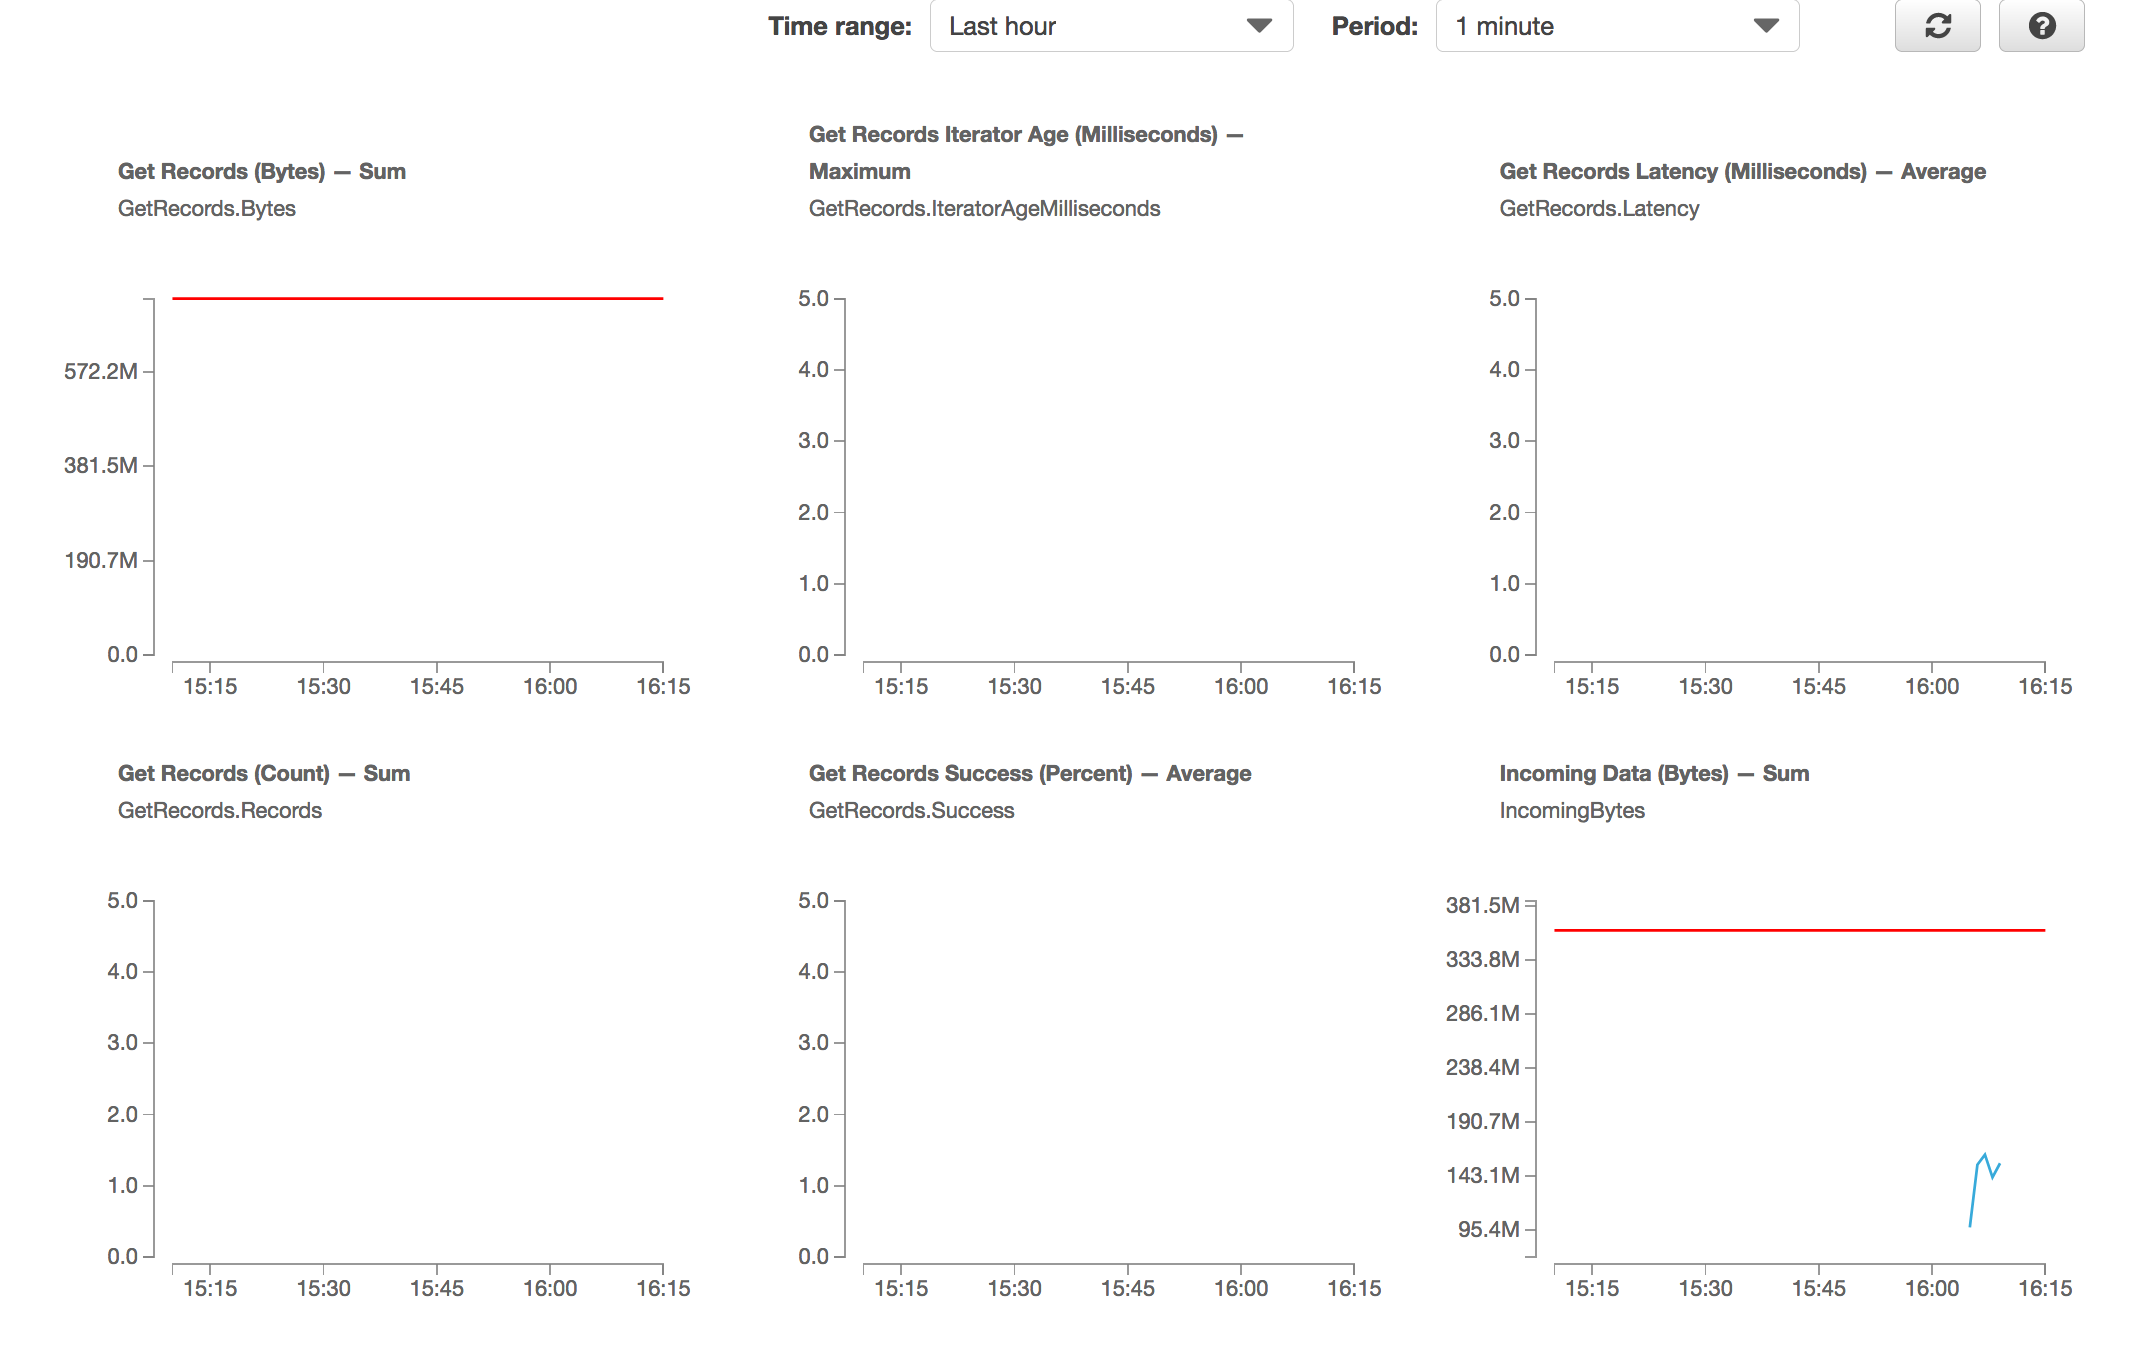 Time range: Last hour Period: 1 minute
Get Records (Bytes) — Sum
GetRecords.Bytes
572.2M
381.5M
190.7M
0.0
15:15 15:30 15:45 16:00 16:15
Get Records Iterator Age (Milliseconds) —
Maximum
GetRecords.IteratorAgeMilliseconds
5.0
4.0
3.0
2.0
1.0
0.0
15:15 15:30 15:45 16:00 16:15
Get Records Latency (Milliseconds) — Average
GetRecords.Latency
5.0
4.0
3.0
2.0
1.0
0.0
15:15 15:30 15:45 16:00 16:15
Get Records (Count) — Sum
GetRecords.Records
5.0
4.0
3.0
2.0
1.0
0.0
15:15 15:30 15:45 16:00 16:15
Get Records Success (Percent) — Average
GetRecords.Success
5.0
4.0
3.0
2.0
1.0
0.0
15:15 15:30 15:45 16:00 16:15
Incoming Data (Bytes) — Sum
IncomingBytes
381.5M
333.8M
286.1M
238.4M
190.7M
143.1M
95.4M
15:15 15:30 15:45 16:00 16:15